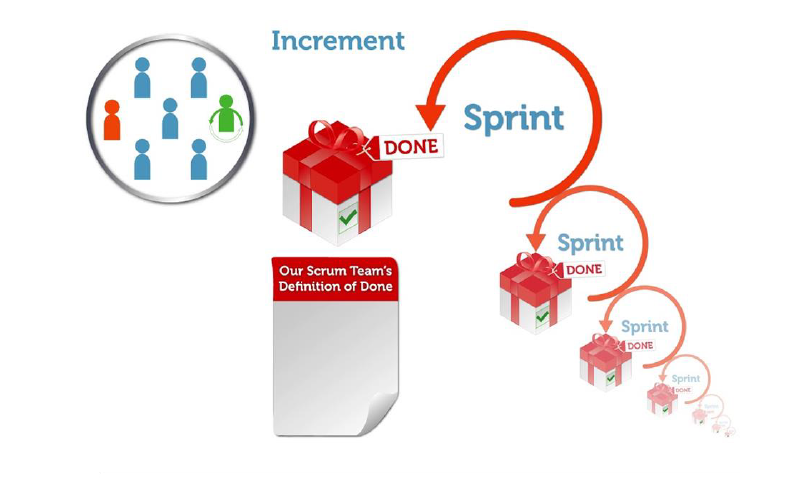 Increment
DONE
Sprint
Our Scrum Team's
Definition of Done
Sprint
DONE
Sprint
DONE
Sprint
DONE